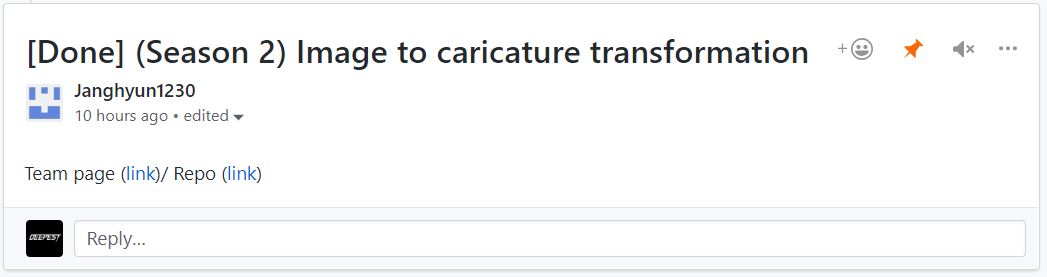 [Done] (Season 2) Image to caricature transformation
Janghyun1230
10 hours ago • edited
Team page (link)/ Repo (link)
DEEPEST
Reply...